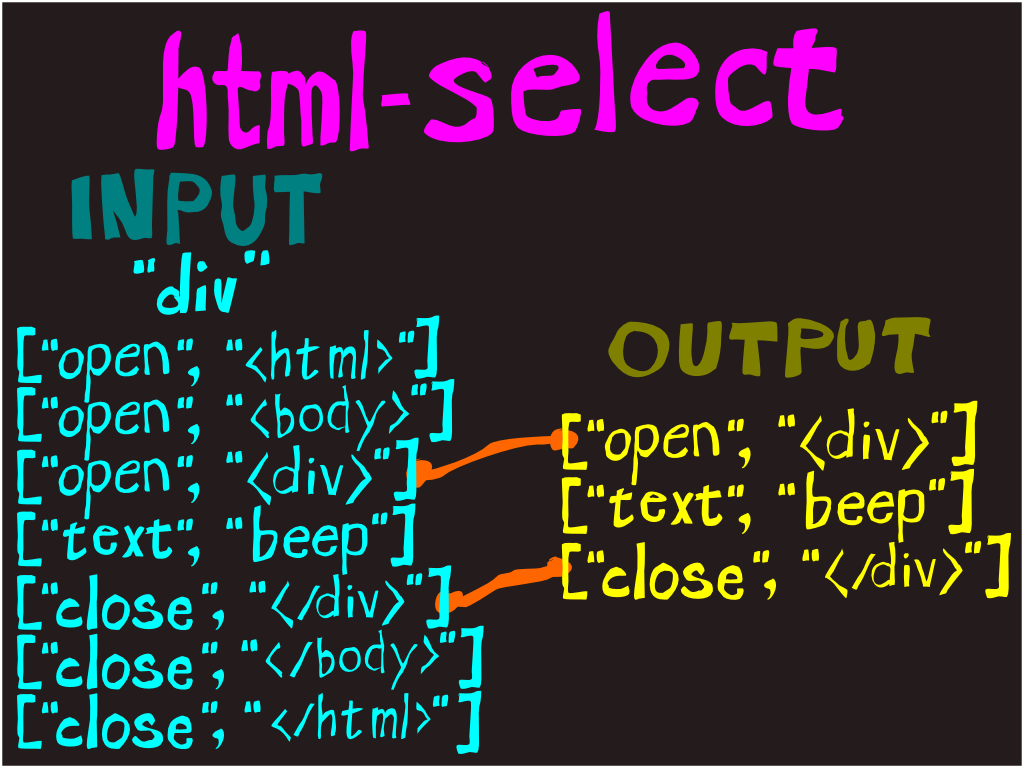 html-select
INPUT
"div"
["open", "<html>"]
["open", "<body>"]
["open", "<div>"]
["text", "beep"]
["close", "</div>"]
["close", "</body>"]
["close", "</html>"]
OUTPUT
["open", "<div>"]
["text", "beep"]
["close", "</div>"]